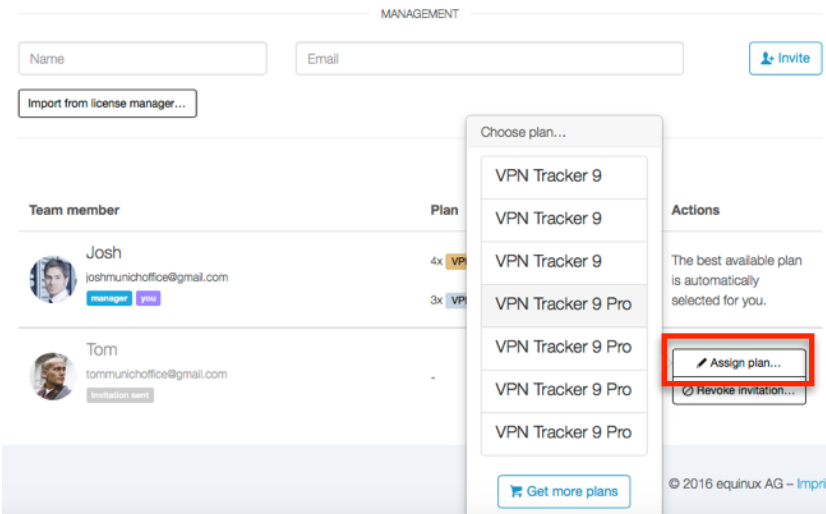 MANAGEMENT
Name
Email
Invite
Import from license manager...
Choose plan...
VPN Tracker 9
VPN Tracker 9
VPN Tracker 9
VPN Tracker 9 Pro
VPN Tracker 9 Pro
VPN Tracker 9 Pro
VPN Tracker 9 Pro
Get more plans
Team member
Plan
Actions
Josh
joshmunichoffice@gmail.com
manager you
4x VP
3x VP
The best available plan
is automatically
selected for you.
Tom
tommunichoffice@gmail.com
Invitation sent
-
Assign plan...
Revoke invitation...
© 2016 equinux AG – Impri